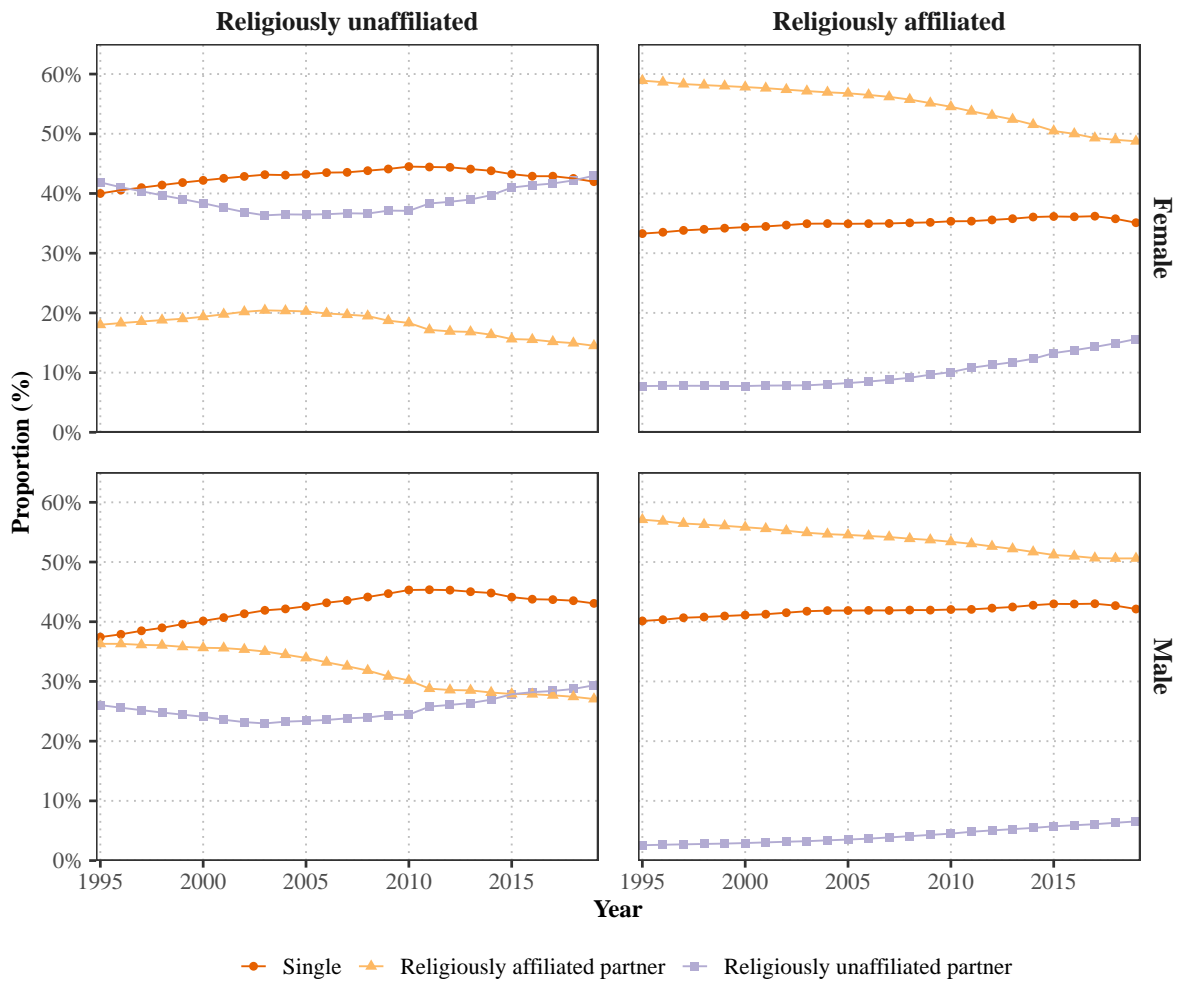 Religiously unaffiliated
Religiously affiliated
60%
50%
40%
30%
20%
10%
0%
Female
Proportion (%)
60%
50%
40%
30%
20%
10%
0%
Male
1995 2000 2005 2010 2015
1995 2000 2005 2010 2015
Year
Single Religiously affiliated partner Religiously unaffiliated partner